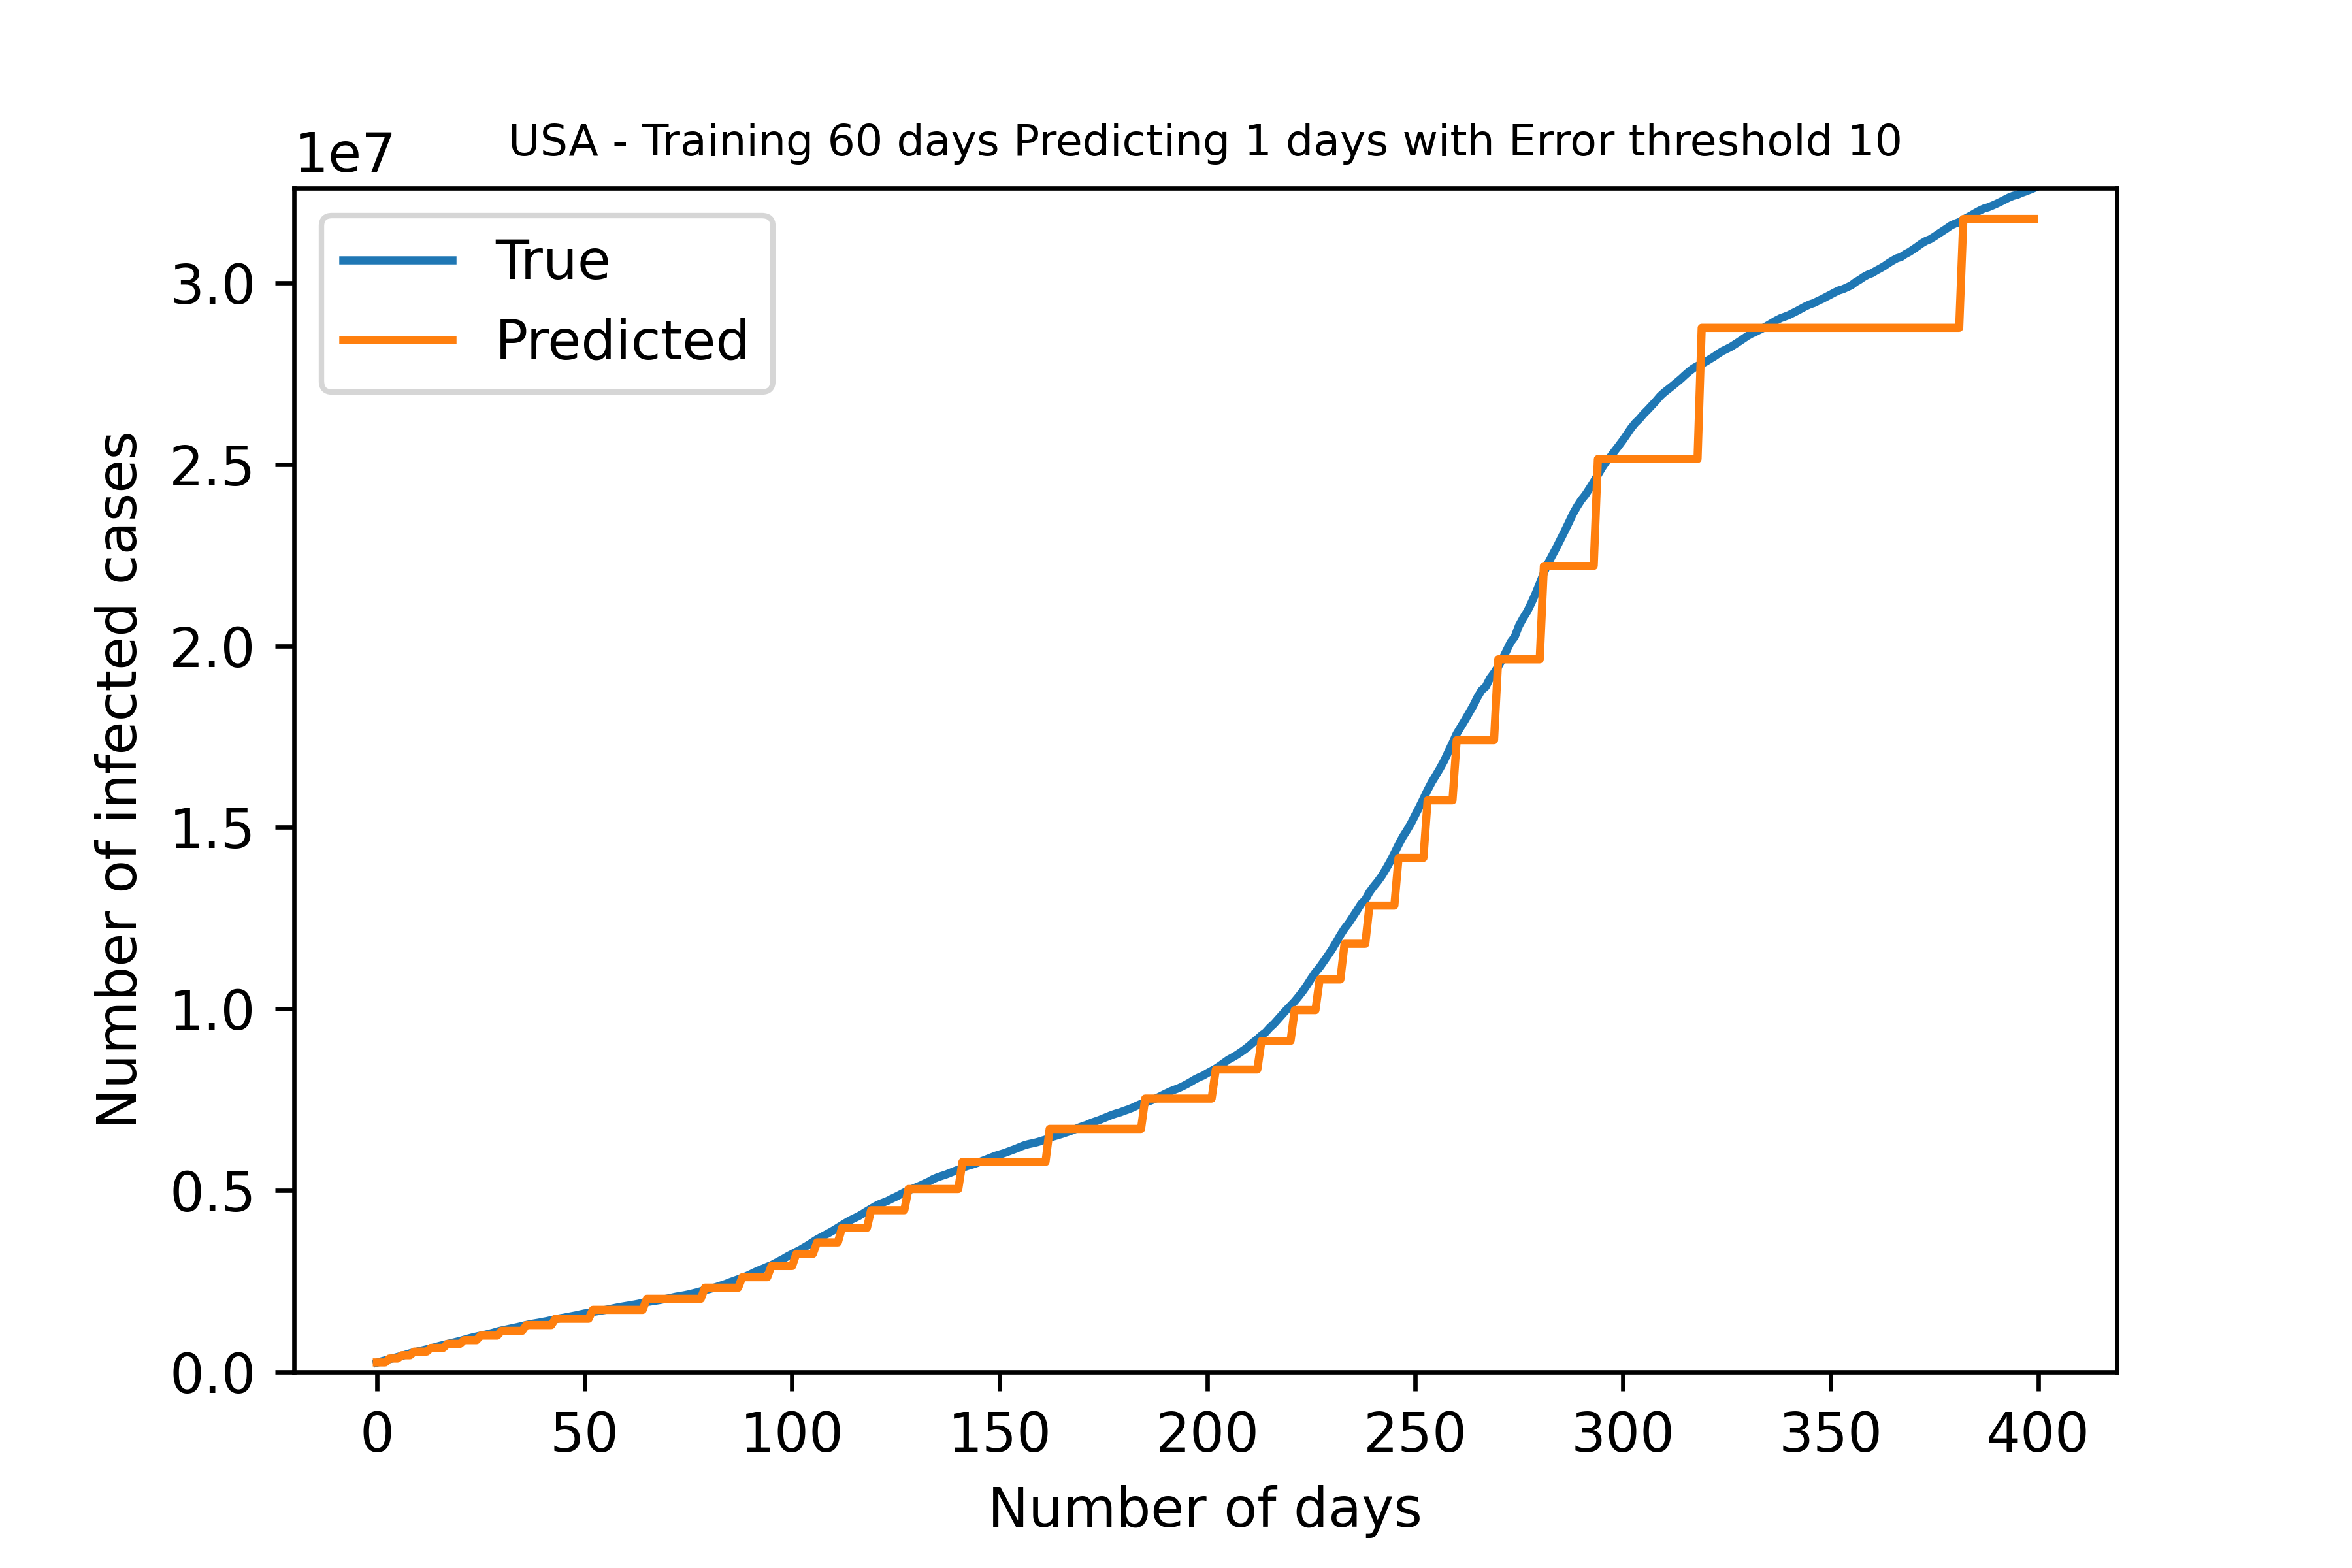 USA - Training 60 days Predicting 1 days with Error threshold 10
1e7
True
Predicted
3.0
2.5
2.0
1.5
1.0
0.5
0.0
Number of infected cases
0 50 100 150 200 250 300 350 400
Number of days